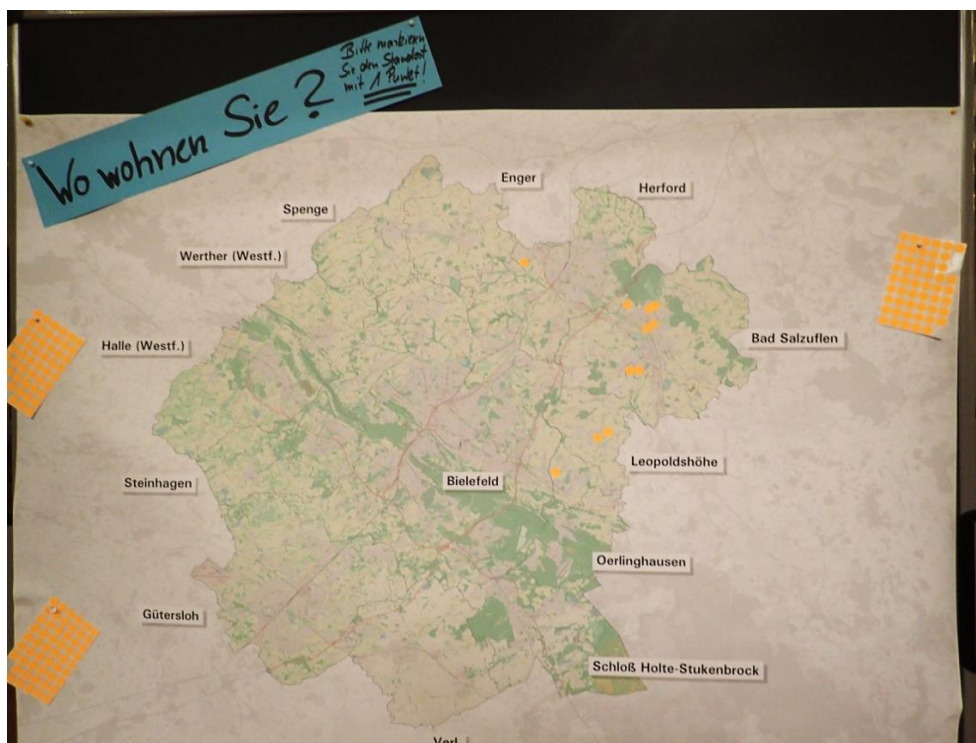 Wo wohnen Sie?
Bitte markieren
Sie den Standort
mit 1 Punkt!
Enger
Herford
Spenge
Werther (Westf.)
Halle (Westf.)
Bad Salzuflen
Leopoldshöhe
Steinhagen
Bielefeld
Oerlinghausen
Gütersloh
Schloß Holte-Stukenbrock
Verl